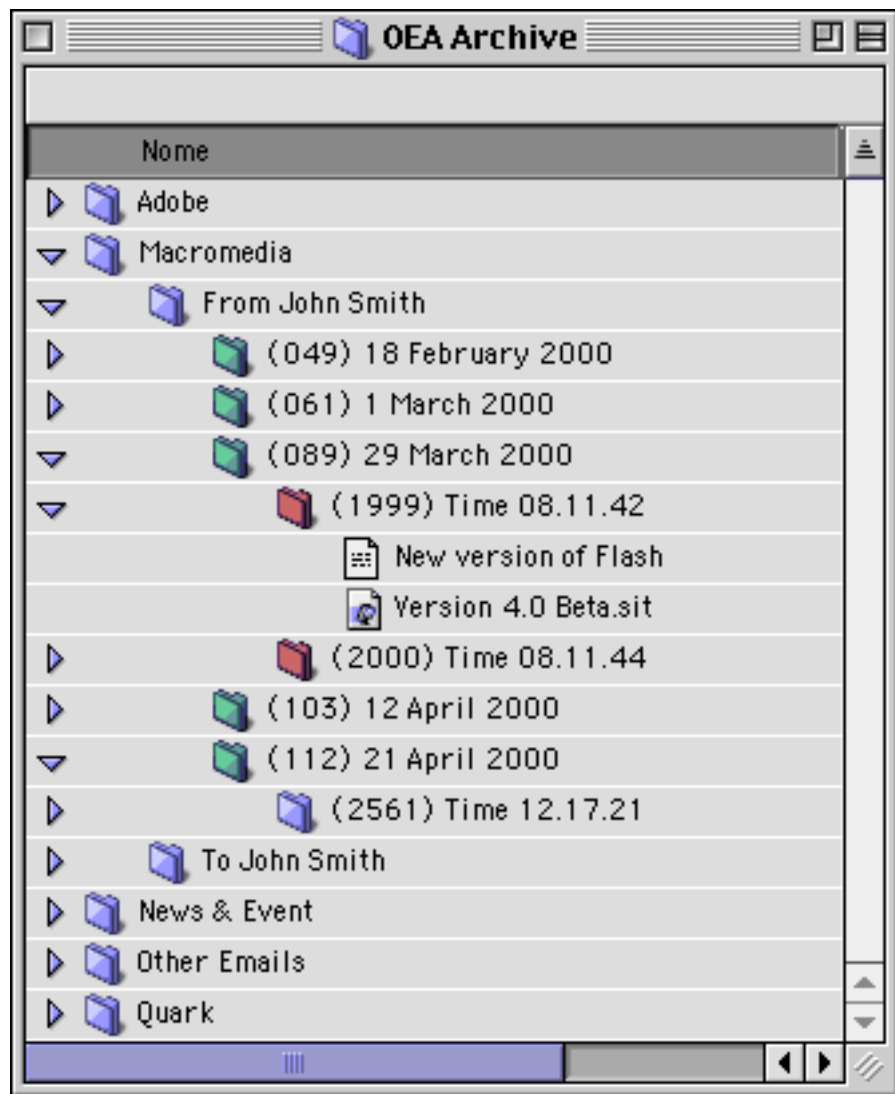 OEA Archive
Nome
Adobe
Macromedia
From John Smith
(049) 18 February 2000
(061) 1 March 2000
(089) 29 March 2000
(1999) Time 08.11.42
New version of Flash
Version 4.0 Beta.sit
(2000) Time 08.11.44
(103) 12 April 2000
(112) 21 April 2000
(2561) Time 12.17.21
To John Smith
News & Event
Other Emails
Quark